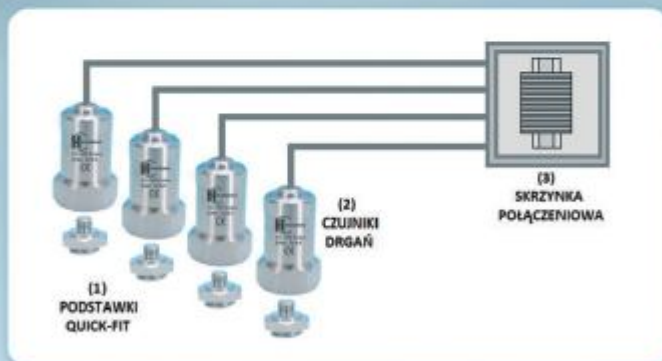 (1)
PODSTAWKI
QUICK-FIT
(2)
CZUJNIKI
DRGAŃ
(3)
SKRZYNKA
POŁĄCZENIOWA